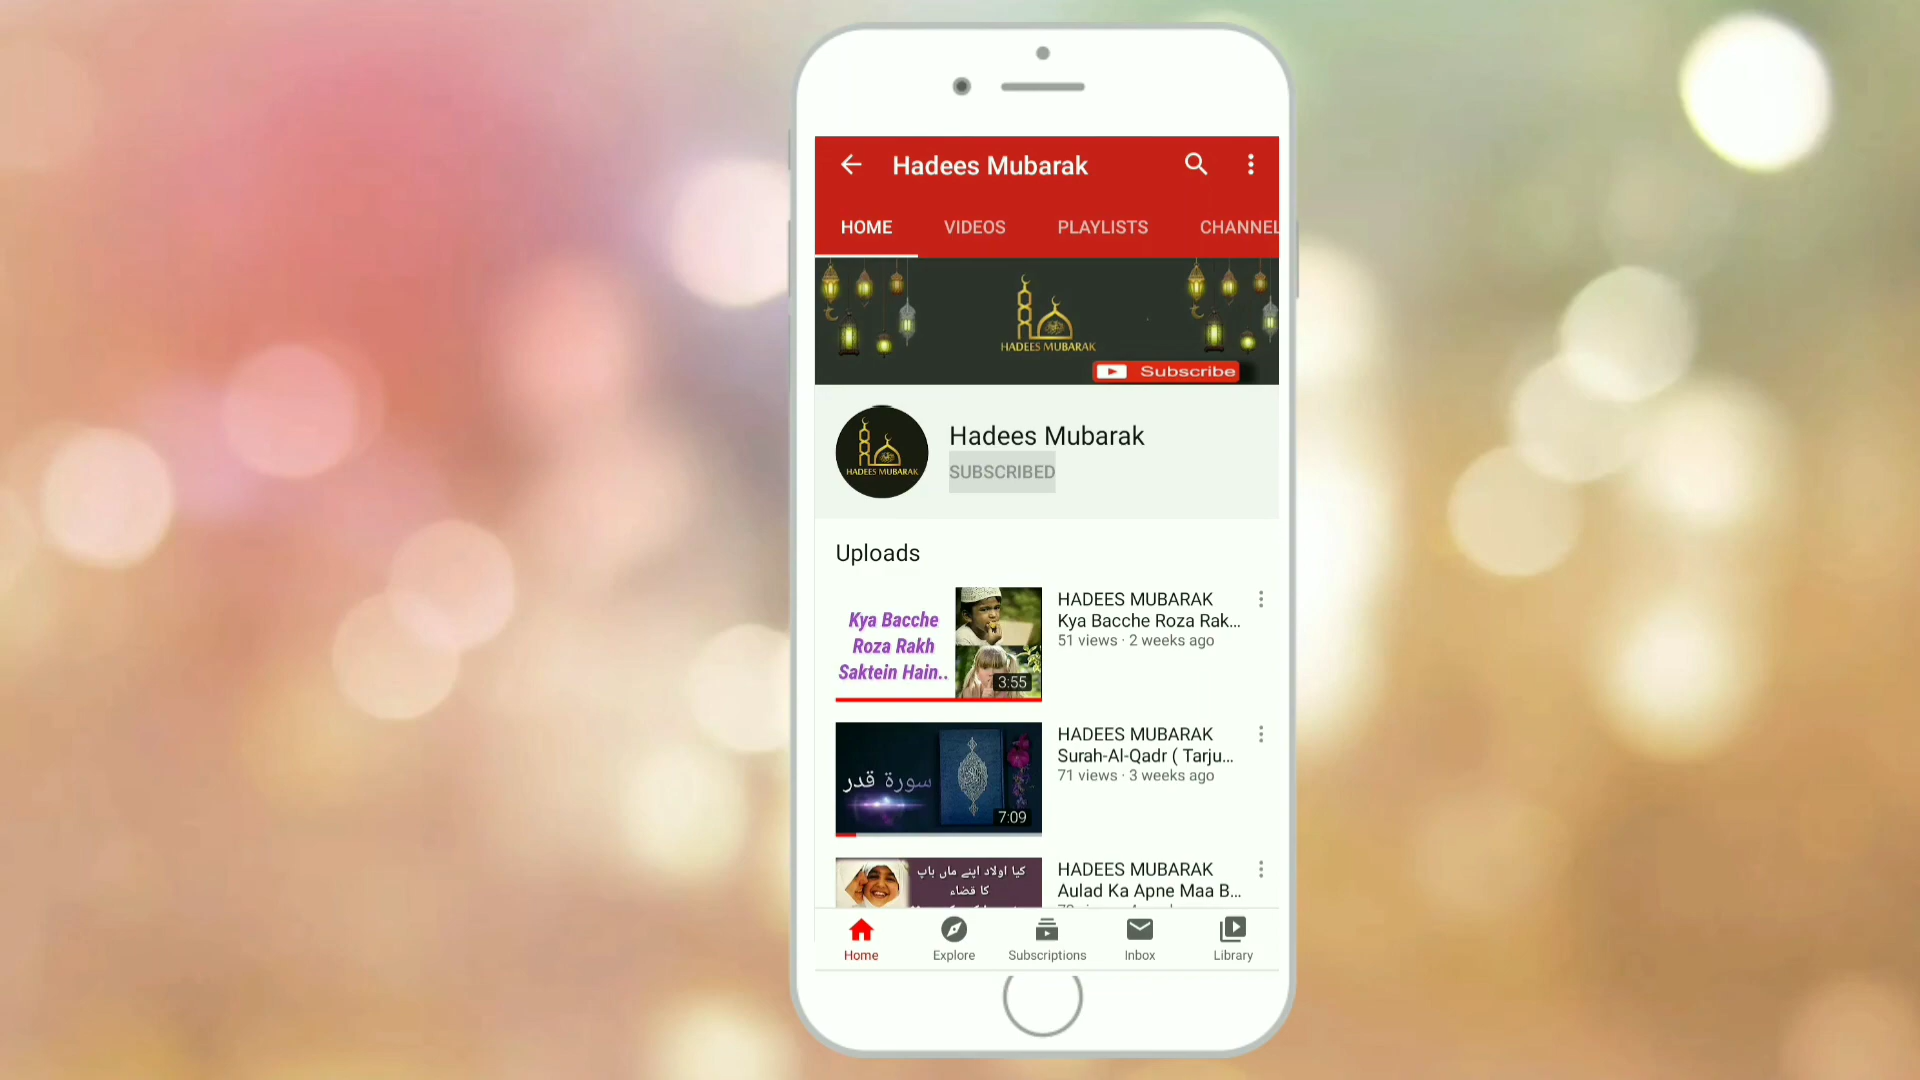 Hadees Mubarak
HOME VIDEOS PLAYLISTS CHANNEL
HADEES MUBARAK
Subscribe
HADEES MUBARAK
Hadees Mubarak
SUBSCRIBED
Uploads
Kya Bacche
Roza Rakh
Saktein Hain..
3:55
HADEES MUBARAK
Kya Bacche Roza Rak...
51 views · 2 weeks ago
سورة قدر
7:09
HADEES MUBARAK
Surah-Al-Qadr ( Tarju...
71 views · 3 weeks ago
کیا اولاد اپنے ماں باپ
کا قضاء
HADEES MUBARAK
Aulad Ka Apne Maa B...
Home Explore Subscriptions Inbox Library